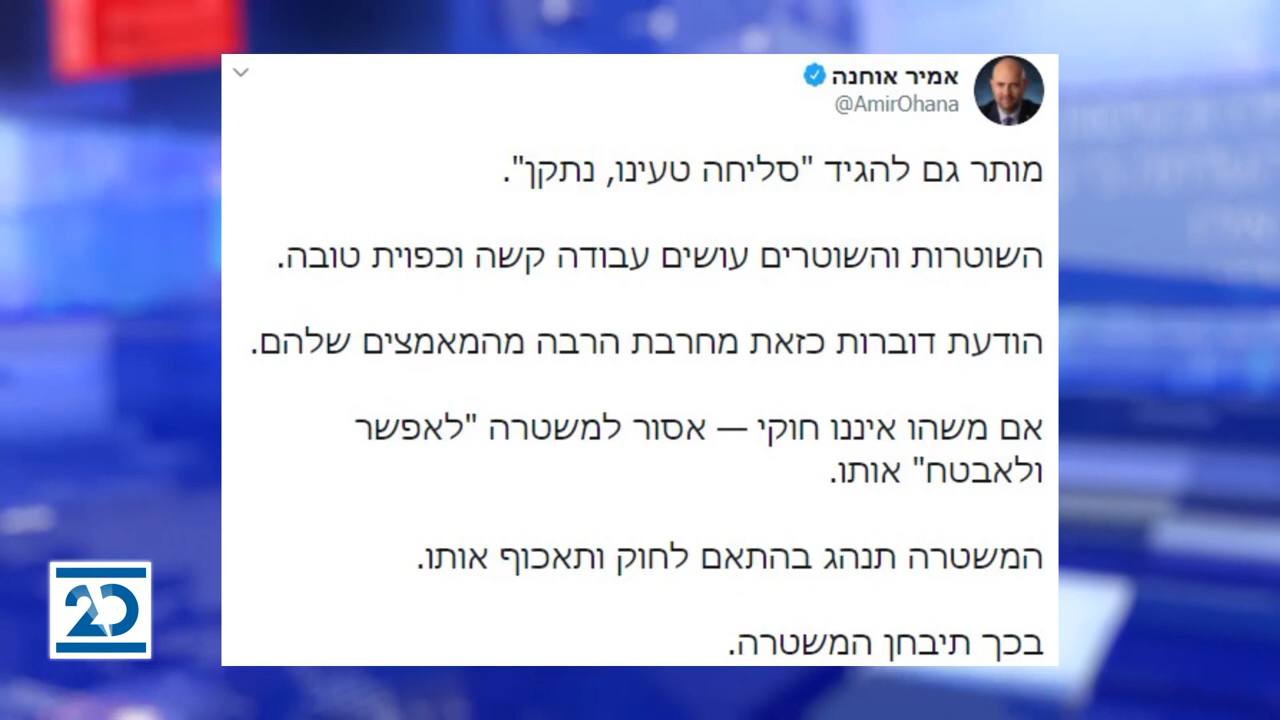 אמיר אוחנה
@AmirOhana
מותר גם להגיד "סליחה טעינו, נתקן".
השוטרות והשוטרים עושים עבודה קשה וכפוית טובה.
הודעת דוברות כזאת מחרבת הרבה מהמאמצים שלהם.
אם משהו איננו חוקי — אסור למשטרה "לאפשר
ולאבטח" אותו.
המשטרה תנהג בהתאם לחוק ותאכוף אותו.
בכך תיבחן המשטרה.
20